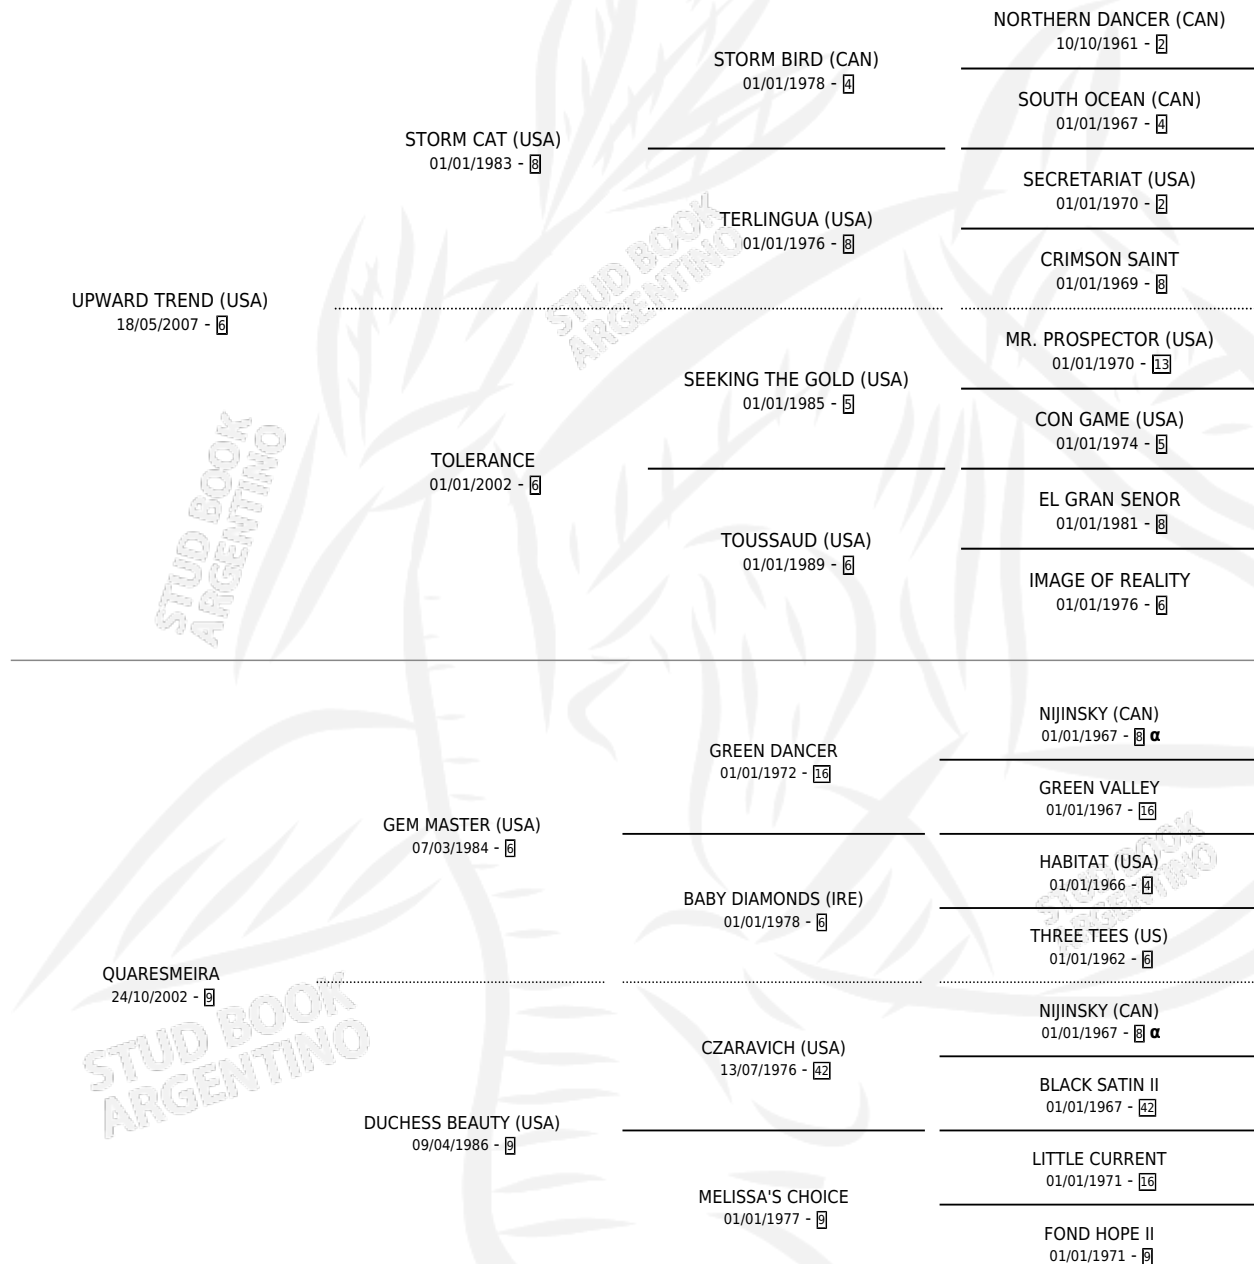 NORTHERN DANCER (CAN)
10/10/1961 - 2
STORM BIRD (CAN)
01/01/1978 - 4
SOUTH OCEAN (CAN)
01/01/1967 - 4
STORM CAT (USA)
01/01/1983 - 8
SECRETARIAT (USA)
01/01/1970 - 2
TERLINGUA (USA)
01/01/1976 - 8
CRIMSON SAINT
01/01/1969 - 8
UPWARD TREND (USA)
18/05/2007 - 6
MR. PROSPECTOR (USA)
01/01/1970 - 13
SEEKING THE GOLD (USA)
01/01/1985 - 5
CON GAME (USA)
01/01/1974 - 5
TOLERANCE
01/01/2002 - 6
EL GRAN SENOR
01/01/1981 - 8
TOUSSAUD (USA)
01/01/1989 - 6
IMAGE OF REALITY
01/01/1976 - 6
NIJINSKY (CAN)
01/01/1967 - 8 α
GREEN DANCER
01/01/1972 - 16
GREEN VALLEY
01/01/1967 - 16
GEM MASTER (USA)
07/03/1984 - 6
HABITAT (USA)
01/01/1966 - 4
BABY DIAMONDS (IRE)
01/01/1978 - 6
THREE TEES (US)
01/01/1962 - 6
QUARESMEIRA
24/10/2002 - 9
NIJINSKY (CAN)
01/01/1967 - 8 α
CZARAVICH (USA)
13/07/1976 - 42
BLACK SATIN II
01/01/1967 - 42
DUCHESS BEAUTY (USA)
09/04/1986 - 9
LITTLE CURRENT
01/01/1971 - 16
MELISSA'S CHOICE
01/01/1977 - 9
FOND HOPE II
01/01/1971 - 9
STUD BOOK
ARGENTINO
STUD BOOK
ARGENTINO
STUD BOOK
ARGENTINO
STUD BOOK
ARGENTINO